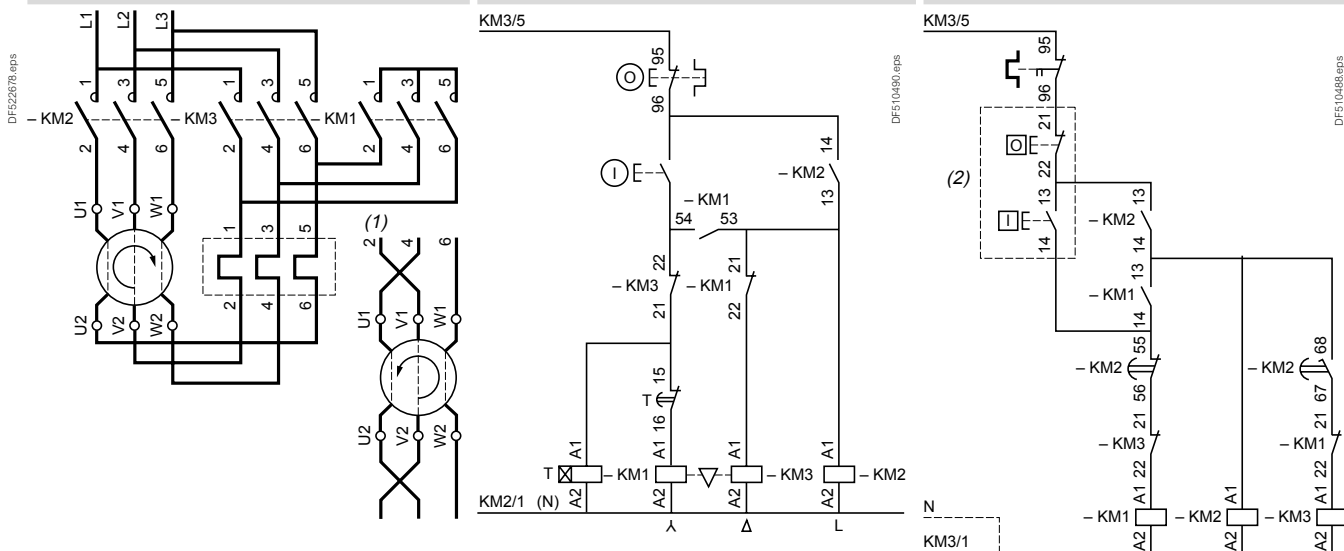 DF522678.eps
L1 L2 L3
1 3 5 1 3 5 1 3 5
– KM2 – KM3 – KM1
2 4 6 2 4 6 2 4 6
U1 V1 W1
1 3 5
2 4 6
U2 V2 W2
(1)
2 4 6
U1 V1 W1
U2 V2 W2
KM3/5
DF510490.eps
95
O
96
I
14
– KM2
13
– KM1
54 53
22 21
– KM3 – KM1
21 22
15
T
16
A1 A1 A1 A1
T – KM1 – KM3 – KM2
A2 A2 A2 A2
KM2/1 (N)
Δ L
KM3/5
DF510488.eps
95
96
(2)
21
O
22
13
I
14
13
– KM2
14
13
– KM1
14
55 68
– KM2 – KM2
56 67
21 21
– KM3 – KM1
22 22
A1 A1 A1
– KM1 – KM2 – KM3
A2 A2 A2
N
KM3/1